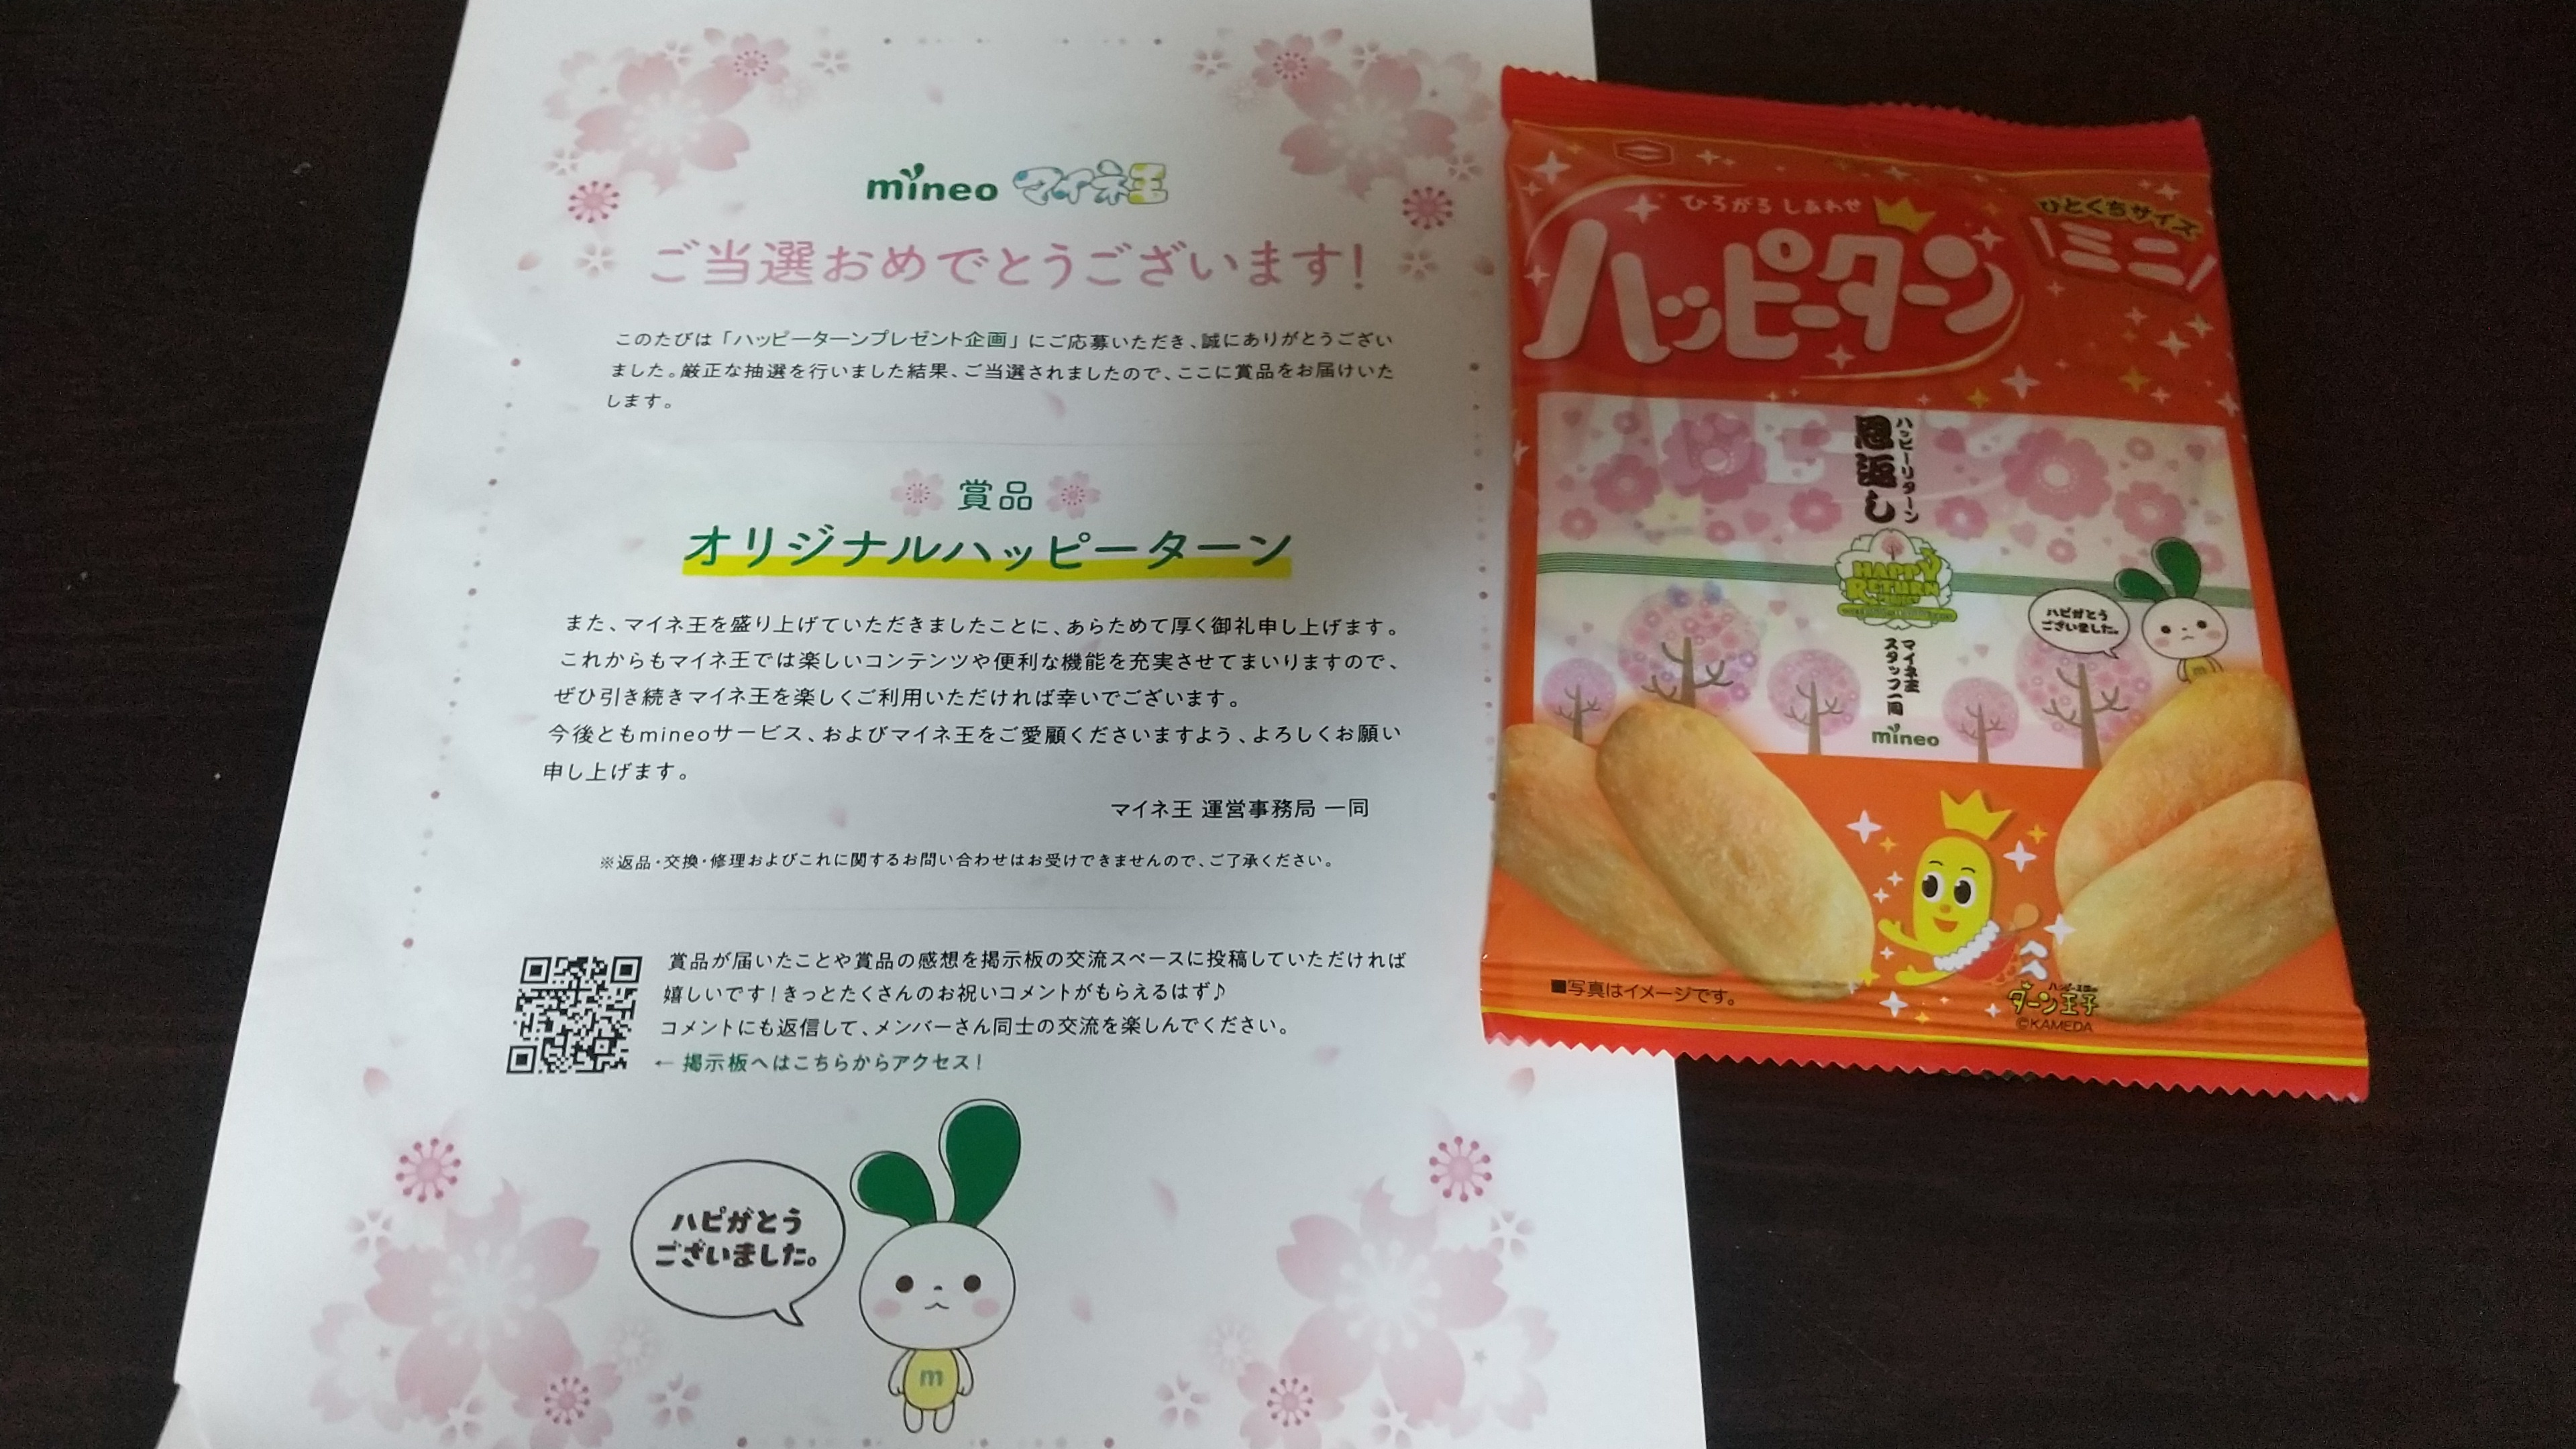 mineo マイネ王
ご当選おめでとうございます!
このたびは「ハッピーターンプレゼント企画」にご応募いただき、誠にありがとうござい
ました。厳正な抽選を行いました結果、ご当選されましたので、ここに賞品をお届けいた
します。
賞品
オリジナルハッピーターン
また、マイネ王を盛り上げていただきましたことに、あらためて厚く御礼申し上げます。
これからもマイネ王では楽しいコンテンツや便利な機能を充実させてまいりますので、
ぜひ引き続きマイネ王を楽しくご利用いただければ幸いでございます。
今後ともmineoサービス、およびマイネ王をご愛顧くださいますよう、よろしくお願い
申し上げます。
マイネ王 運営事務局 一同
※返品・交換・修理およびこれに関するお問い合わせはお受けできませんので、ご了承ください。
賞品が届いたことや賞品の感想を掲示板の交流スペースに投稿していただければ
嬉しいです!きっとたくさんのお祝いコメントがもらえるはず♪
コメントにも返信して、メンバーさん同士の交流を楽しんでください。
← 掲示板へはこちらからアクセス!
ハピがとう
ございました。
m
ひろがるしあわせ
ハッピーターン
ひとくちサイズ
ミニ
ハッピーリターン
恩返し
HAPPY
RETURN
ハピがとう
ございました。
m
マイネ王
スタッフ一同
mineo
■写真はイメージです。
ターン王子
©KAMEDA